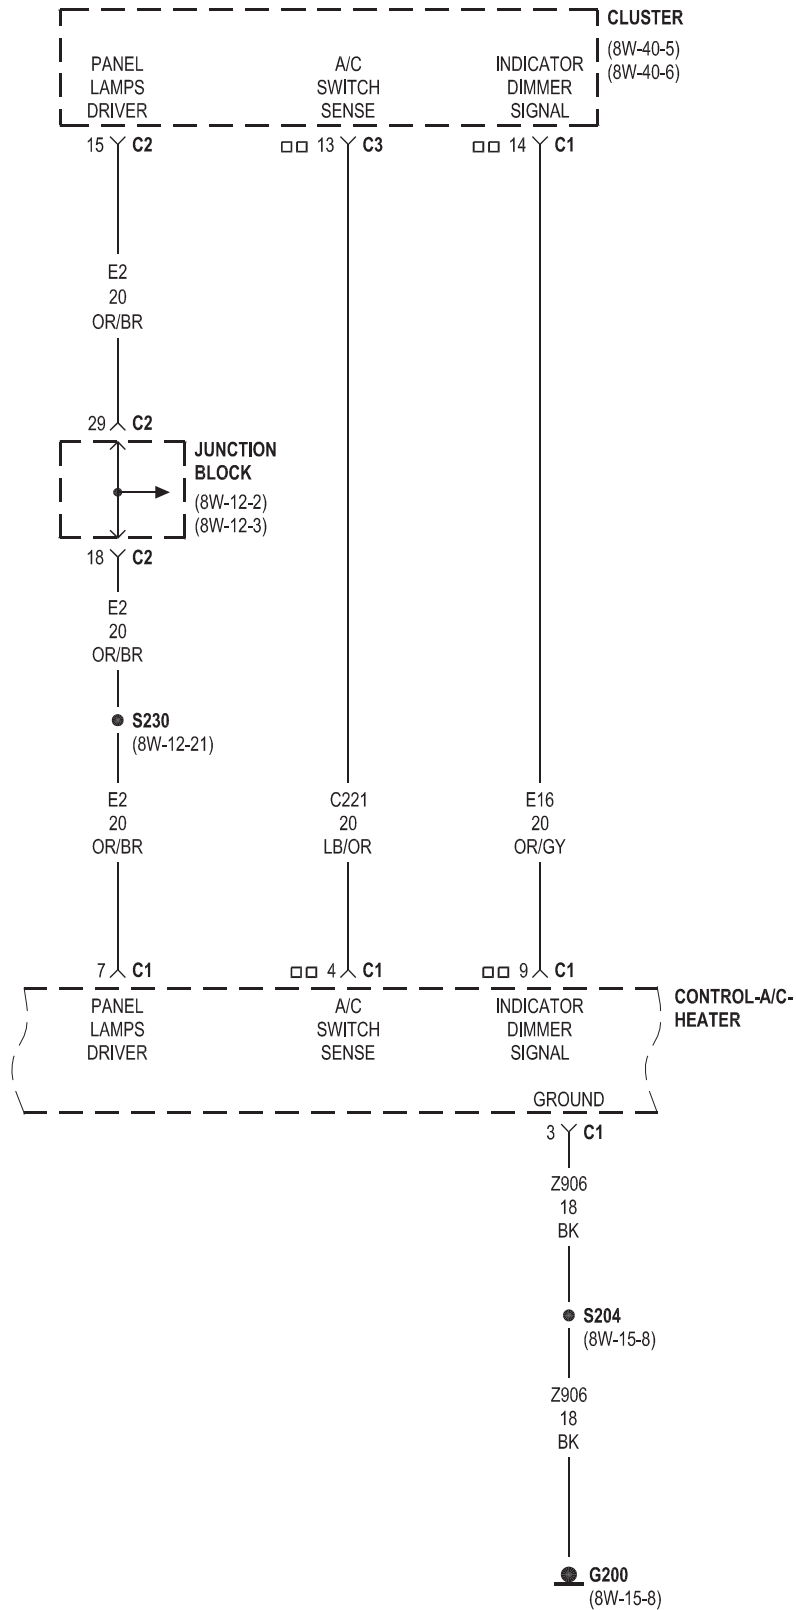 CLUSTER
(8W-40-5)
(8W-40-6)
PANEL
LAMPS
DRIVER
A/C
SWITCH
SENSE
INDICATOR
DIMMER
SIGNAL
15 C2
13 C3
14 C1
E2
20
OR/BR
29 C2
JUNCTION
BLOCK
(8W-12-2)
(8W-12-3)
18 C2
E2
20
OR/BR
S230
(8W-12-21)
E2
20
OR/BR
C221
20
LB/OR
E16
20
OR/GY
7 C1
4 C1
9 C1
CONTROL-A/C-
HEATER
PANEL
LAMPS
DRIVER
A/C
SWITCH
SENSE
INDICATOR
DIMMER
SIGNAL
GROUND
3 C1
Z906
18
BK
S204
(8W-15-8)
Z906
18
BK
G200
(8W-15-8)